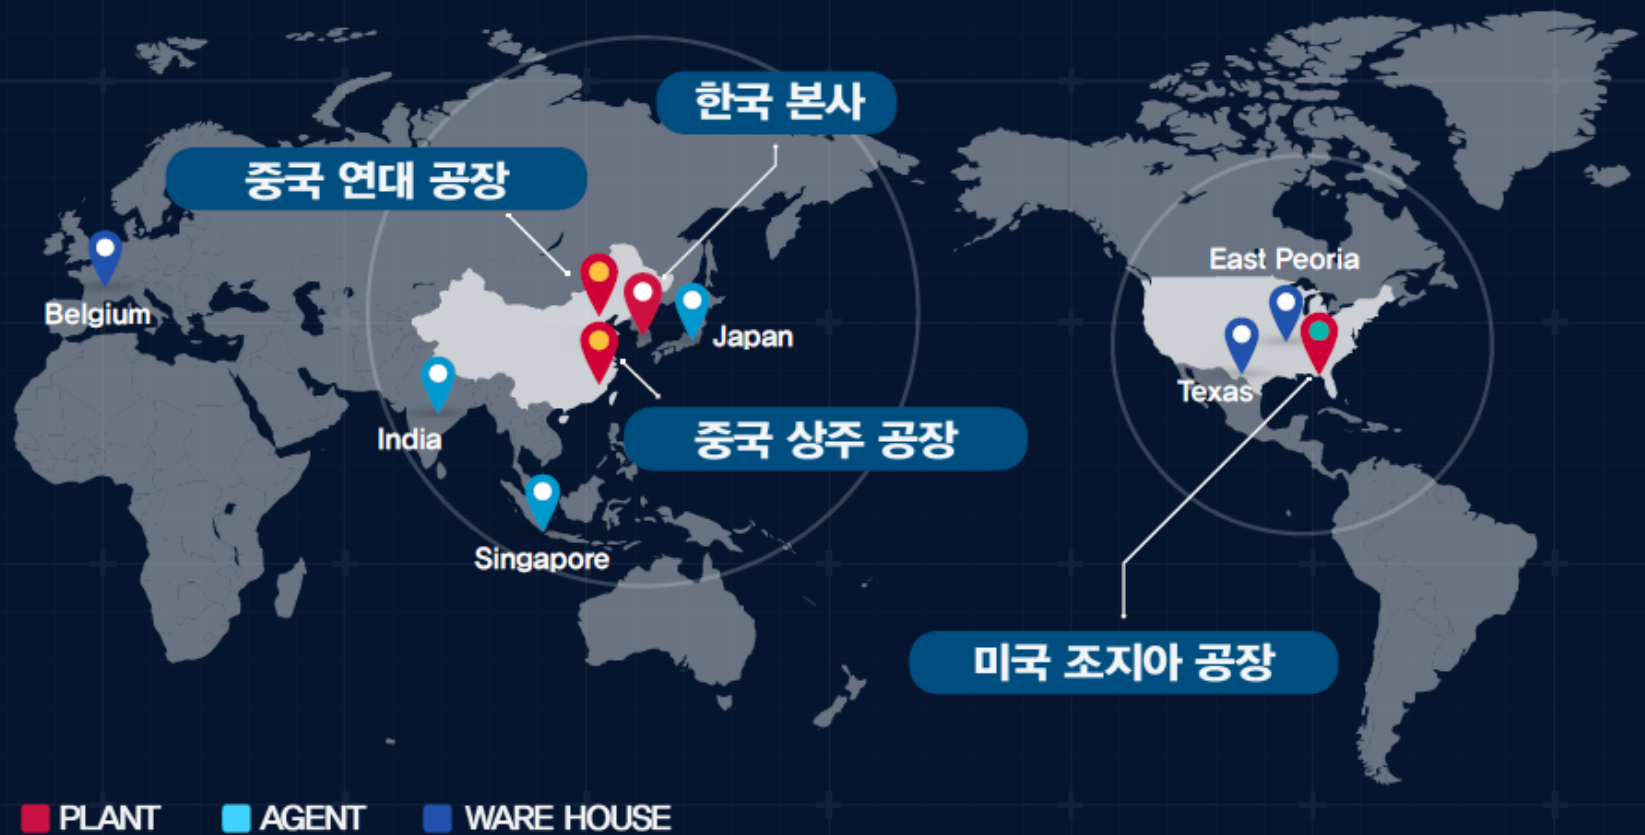 한국 본사
중국 연대 공장
East Peoria
Belgium
Japan
Texas
India
중국 상주 공장
Singapore
미국 조지아 공장
PLANT AGENT WARE HOUSE